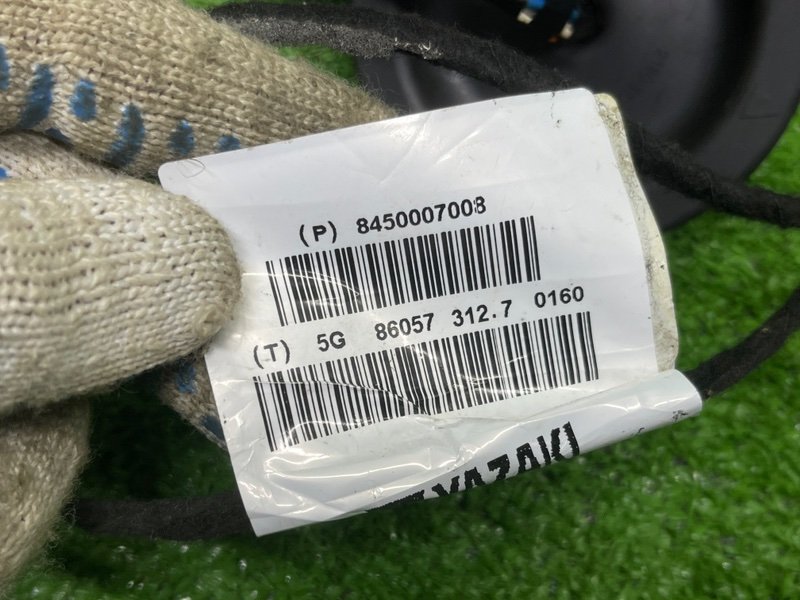 (P) 8450007008
(T) 5G 86057 312.7 0160
YAZAKI